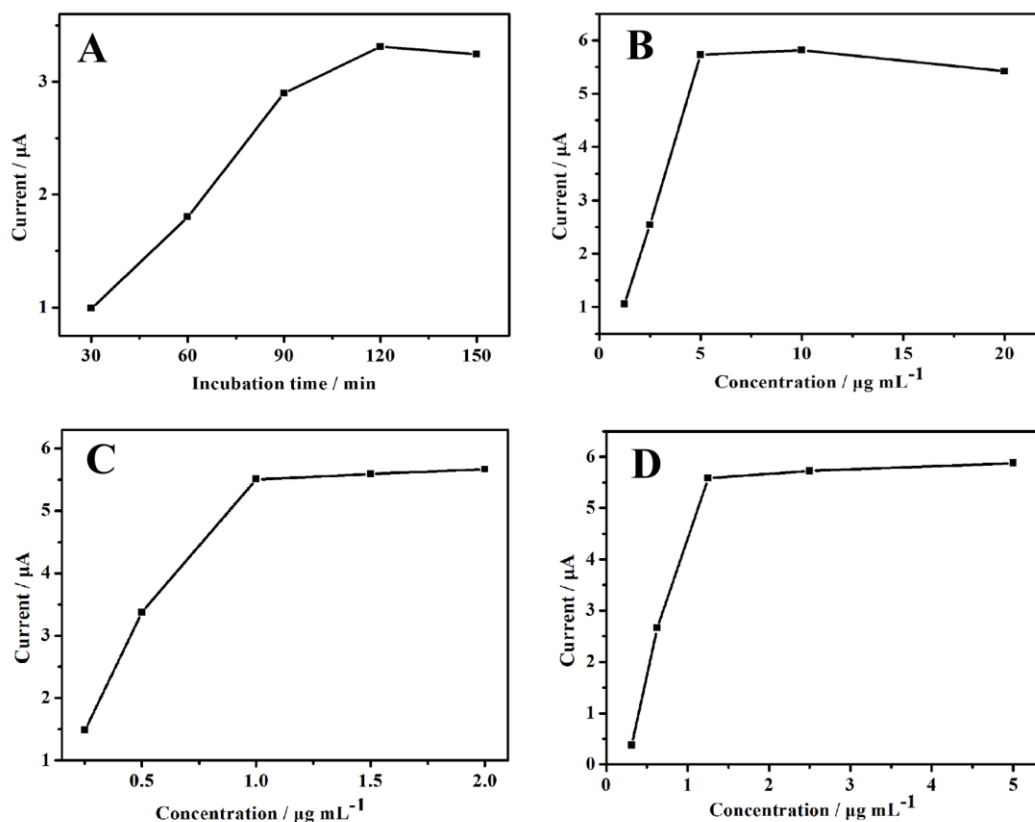 A
Current / µA
3
2
1
30 60 90 120 150
Incubation time / min
B
Current / µA
6
5
4
3
2
1
0 5 10 15 20
Concentration / µg mL⁻¹
C
Current / µA
6
5
4
3
2
1
0.5 1.0 1.5 2.0
Concentration / µg mL⁻¹
D
Current / µA
6
5
4
3
2
1
0
0 1 2 3 4 5
Concentration / µg mL⁻¹